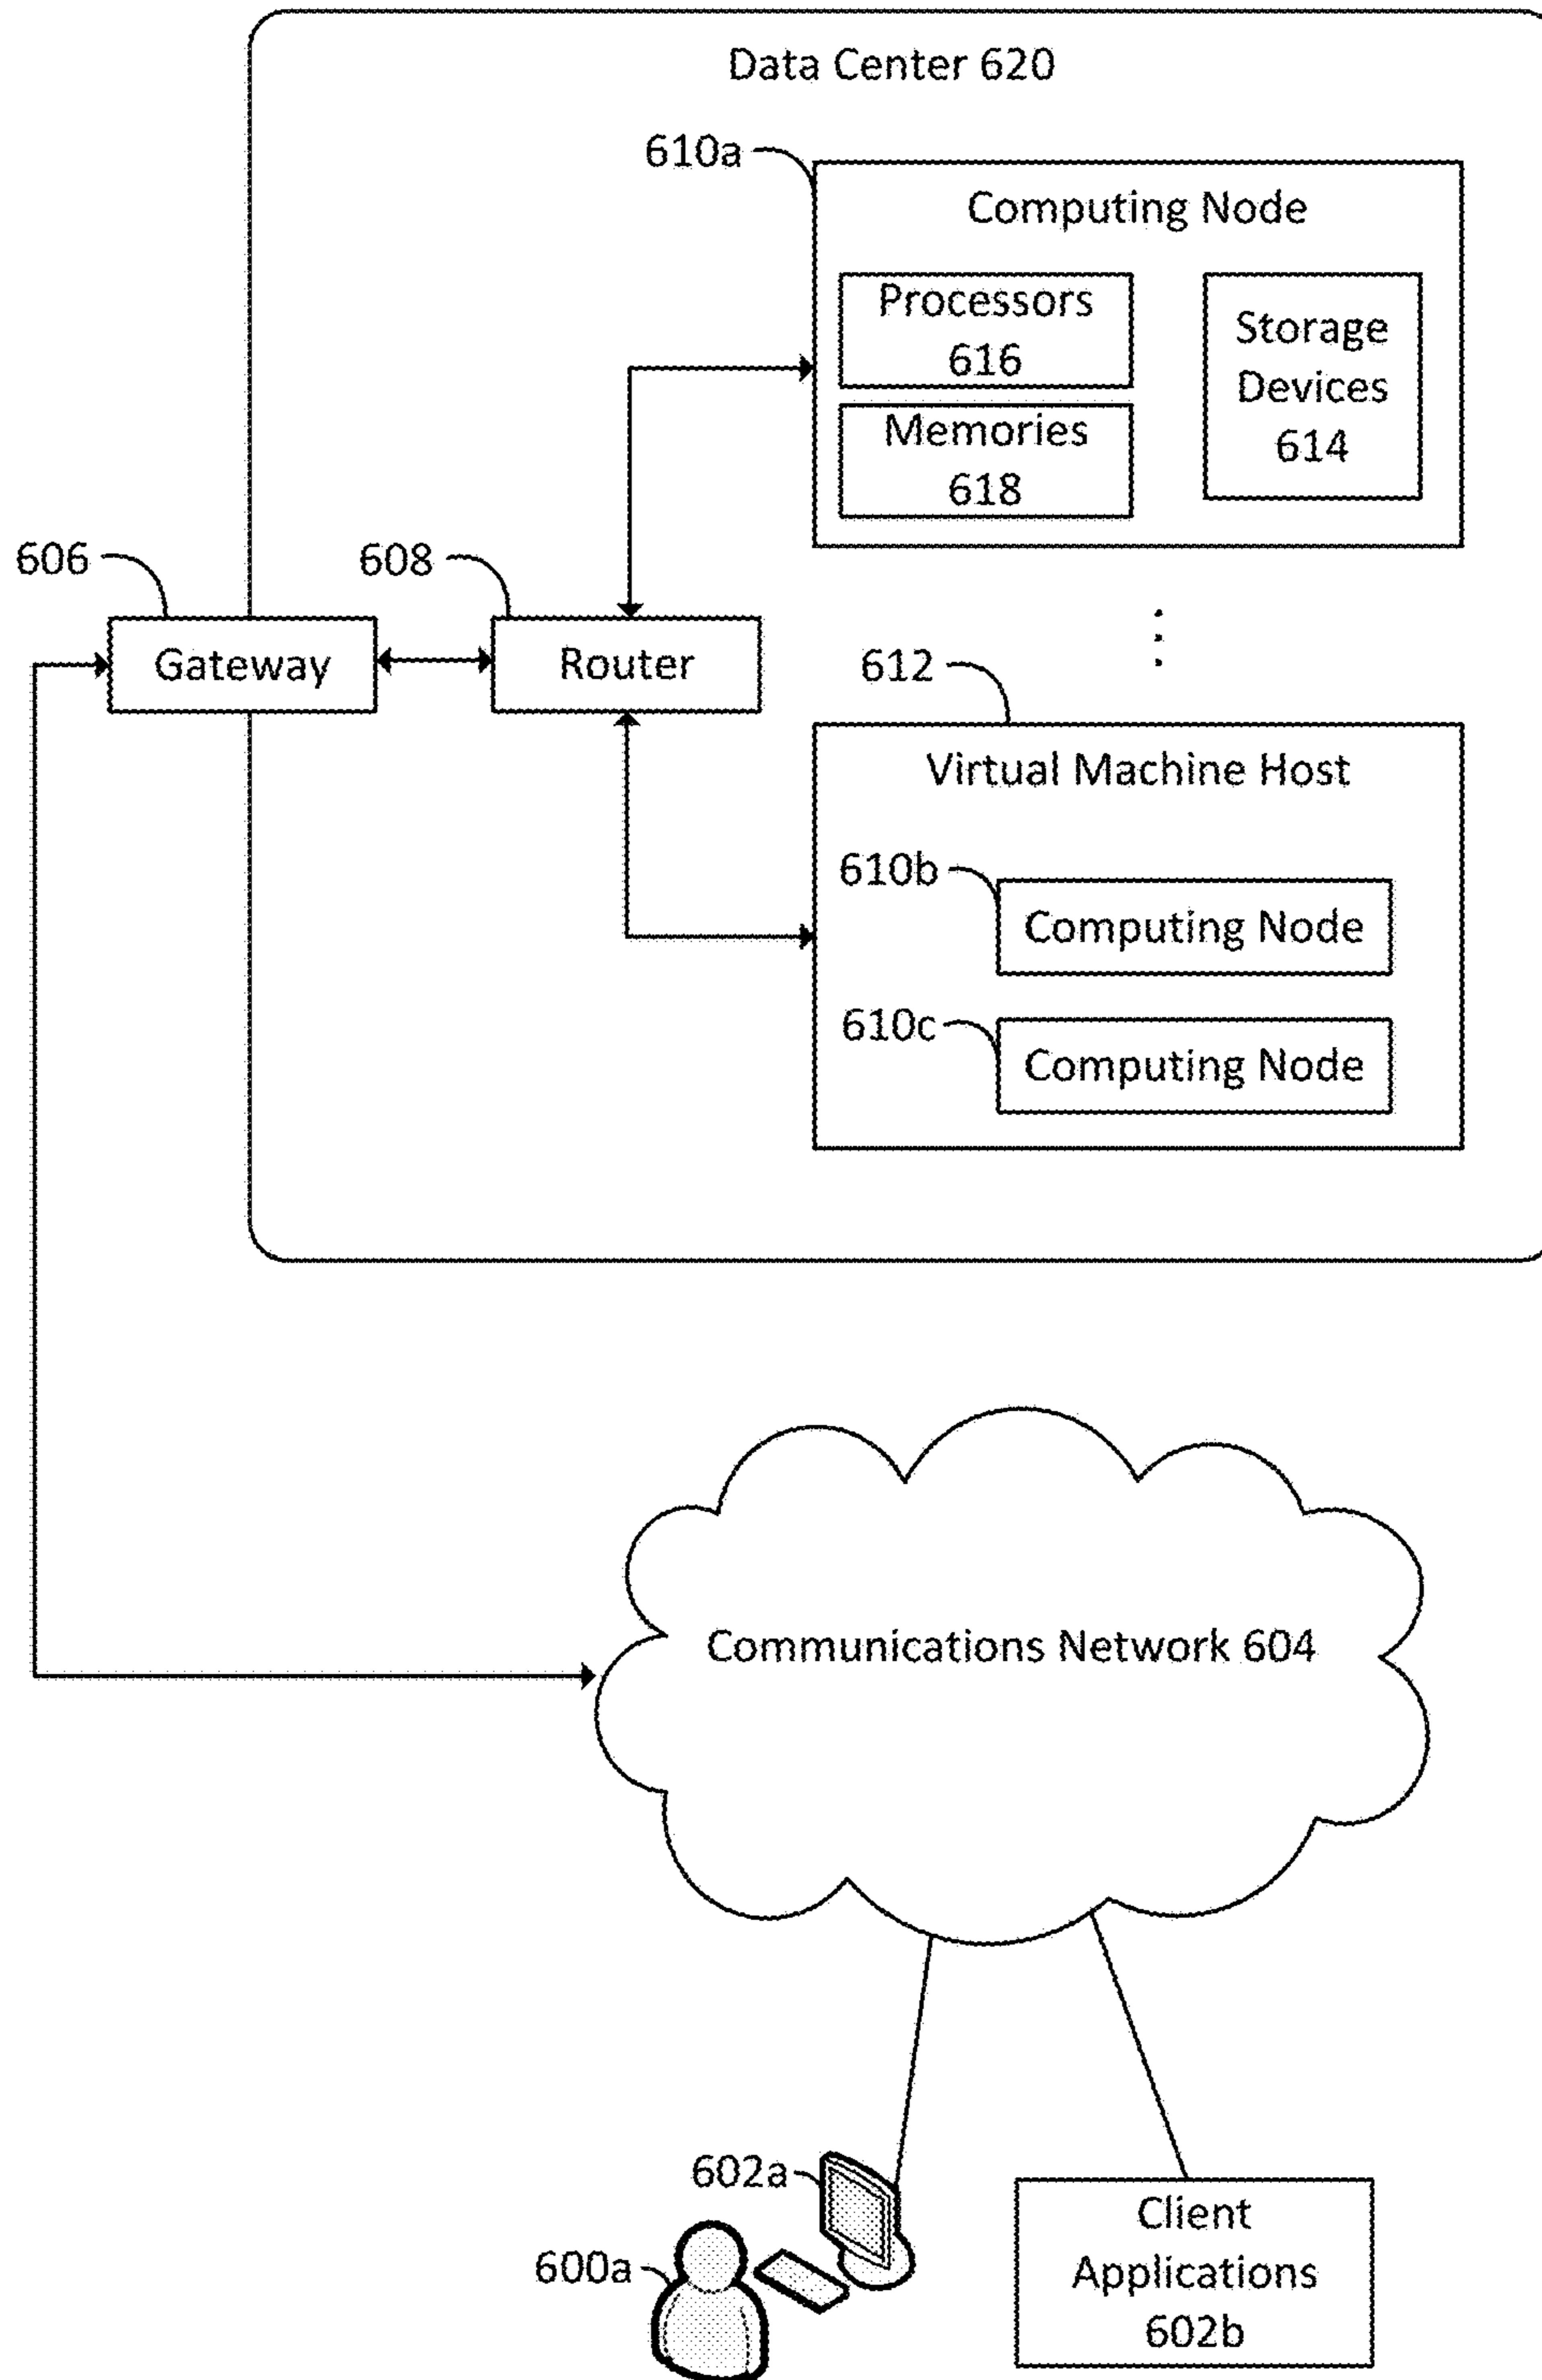 Data Center 620
610a
Computing Node
Processors
616
Storage
Devices
614
Memories
618
606
608
Gateway
Router
612
Virtual Machine Host
610b
Computing Node
610c
Computing Node
Communications Network 604
602a
600a
Client
Applications
602b